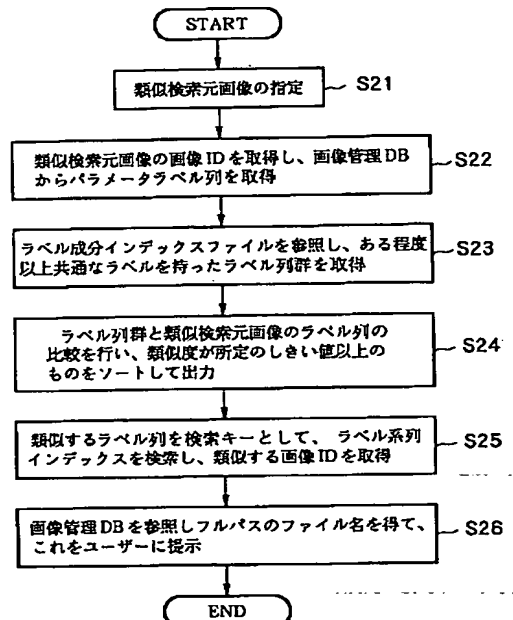 START
類似検索元画像の指定
S21
類似検索元画像の画像IDを取得し、画像管理DB
からパラメータラベル列を取得
S22
ラベル成分インデックスファイルを参照し、ある程度
以上共通なラベルを持ったラベル列群を取得
S23
ラベル列群と類似検索元画像のラベル列の
比較を行い、類似度が所定のしきい値以上の
ものをソートして出力
S24
類似するラベル列を検索キーとして、ラベル系列
インデックスを検索し、類似する画像IDを取得
S25
画像管理DBを参照しフルパスのファイル名を得て、
これをユーザーに提示
S26
END